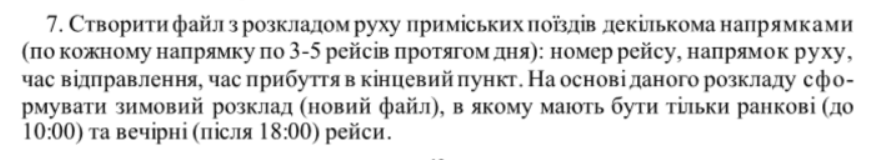 7. Створити файл з розкладом руху приміських поїздів декількома напрямками
(по кожному напрямку по 3-5 рейсів протягом дня): номер рейсу, напрямок руху,
час відправлення, час прибуття в кінцевий пункт. На основі даного розкладу сфо-
рмувати зимовий розклад (новий файл), в якому мають бути тільки ранкові (до
10:00) та вечірні (після 18:00) рейси.